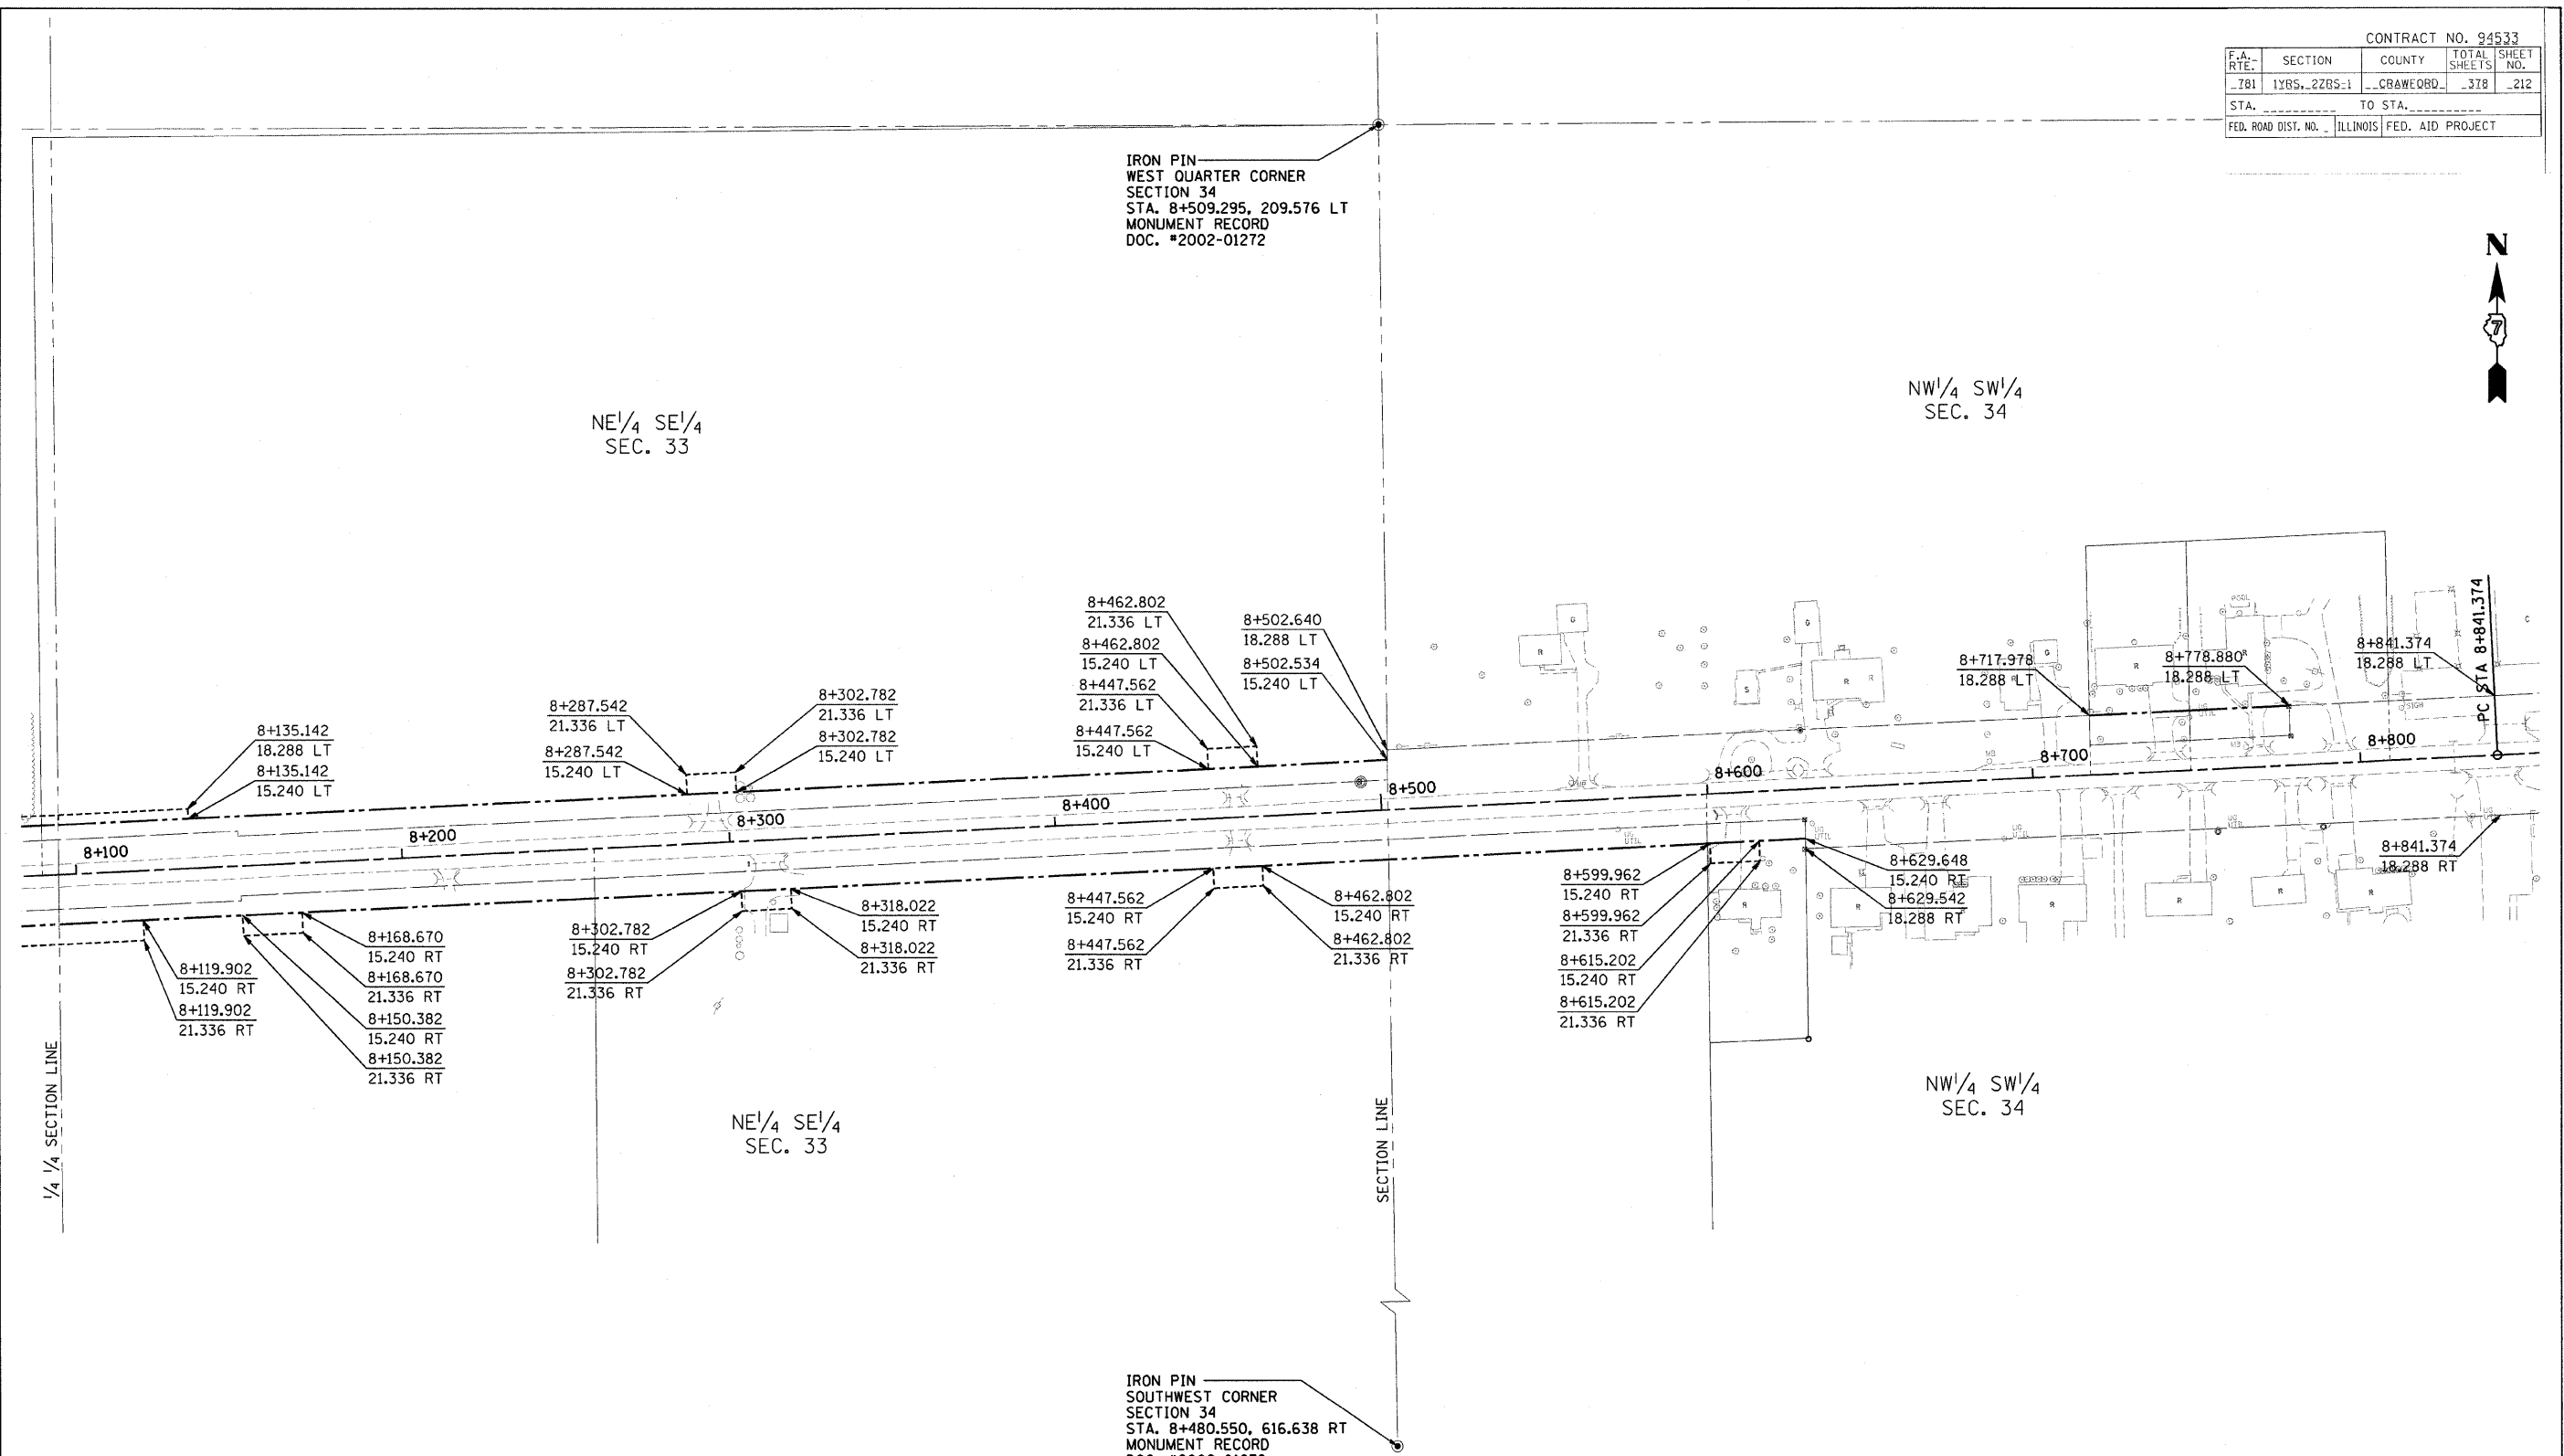 CONTRACT NO. 94533
F.A. RTE. SECTION COUNTY TOTAL SHEETS SHEET NO.
781 1YBS, 2ZBS-1 CRAWFORD 378 212
STA. TO STA.
FED. ROAD DIST. NO. ILLINOIS FED. AID PROJECT
IRON PIN
WEST QUARTER CORNER
SECTION 34
STA. 8+509.295, 209.576 LT
MONUMENT RECORD
DOC. #2002-01272
N
7
NE1/4 SE1/4
SEC. 33
NW1/4 SW1/4
SEC. 34
8+135.142
18.288 LT
8+135.142
15.240 LT
8+287.542
21.336 LT
8+287.542
15.240 LT
8+302.782
21.336 LT
8+302.782
15.240 LT
8+462.802
21.336 LT
8+462.802
15.240 LT
8+447.562
21.336 LT
8+447.562
15.240 LT
8+502.640
18.288 LT
8+502.534
15.240 LT
8+717.978
18.288 LT
8+778.880
18.288 LT
8+841.374
18.288 LT
PC STA 8+841.374
POOL
SIGN
8+100
8+200
8+300
8+400
8+500
8+600
8+700
8+800
8+119.902
15.240 RT
8+119.902
21.336 RT
8+168.670
15.240 RT
8+168.670
21.336 RT
8+150.382
15.240 RT
8+150.382
21.336 RT
8+302.782
15.240 RT
8+302.782
21.336 RT
8+318.022
15.240 RT
8+318.022
21.336 RT
8+447.562
15.240 RT
8+447.562
21.336 RT
8+462.802
15.240 RT
8+462.802
21.336 RT
8+599.962
15.240 RT
8+599.962
21.336 RT
8+615.202
15.240 RT
8+615.202
21.336 RT
8+629.648
15.240 RT
8+629.542
18.288 RT
8+841.374
18.288 RT
1/4 1/4 SECTION LINE
SECTION LINE
NE1/4 SE1/4
SEC. 33
NW1/4 SW1/4
SEC. 34
IRON PIN
SOUTHWEST CORNER
SECTION 34
STA. 8+480.550, 616.638 RT
MONUMENT RECORD